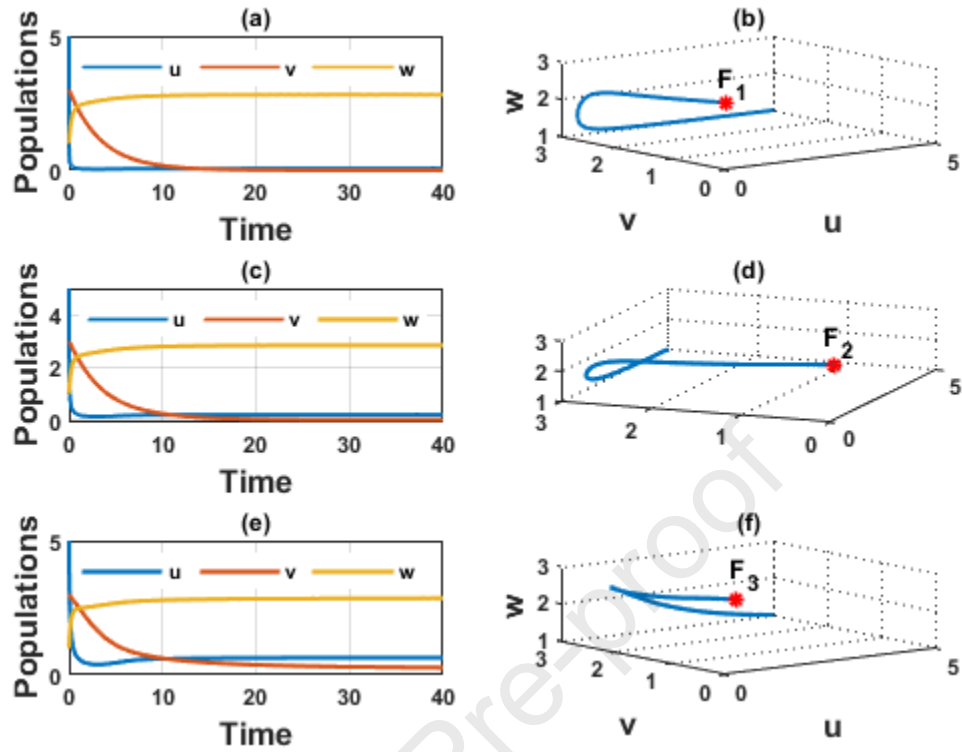 (a)
Populations
5
0
u v w
0 10 20 30 40
Time
(b)
w
3
2
1
F1
3 2 1 0
0 5
v u
(c)
Populations
4
2
0
u v w
0 10 20 30 40
Time
(d)
3
2
1
F2
3 2 1 0
0 5
(e)
Populations
5
0
u v w
0 10 20 30 40
Time
(f)
w
3
2
1
F3
3 2 1 0
0 5
v u
Pre-proof